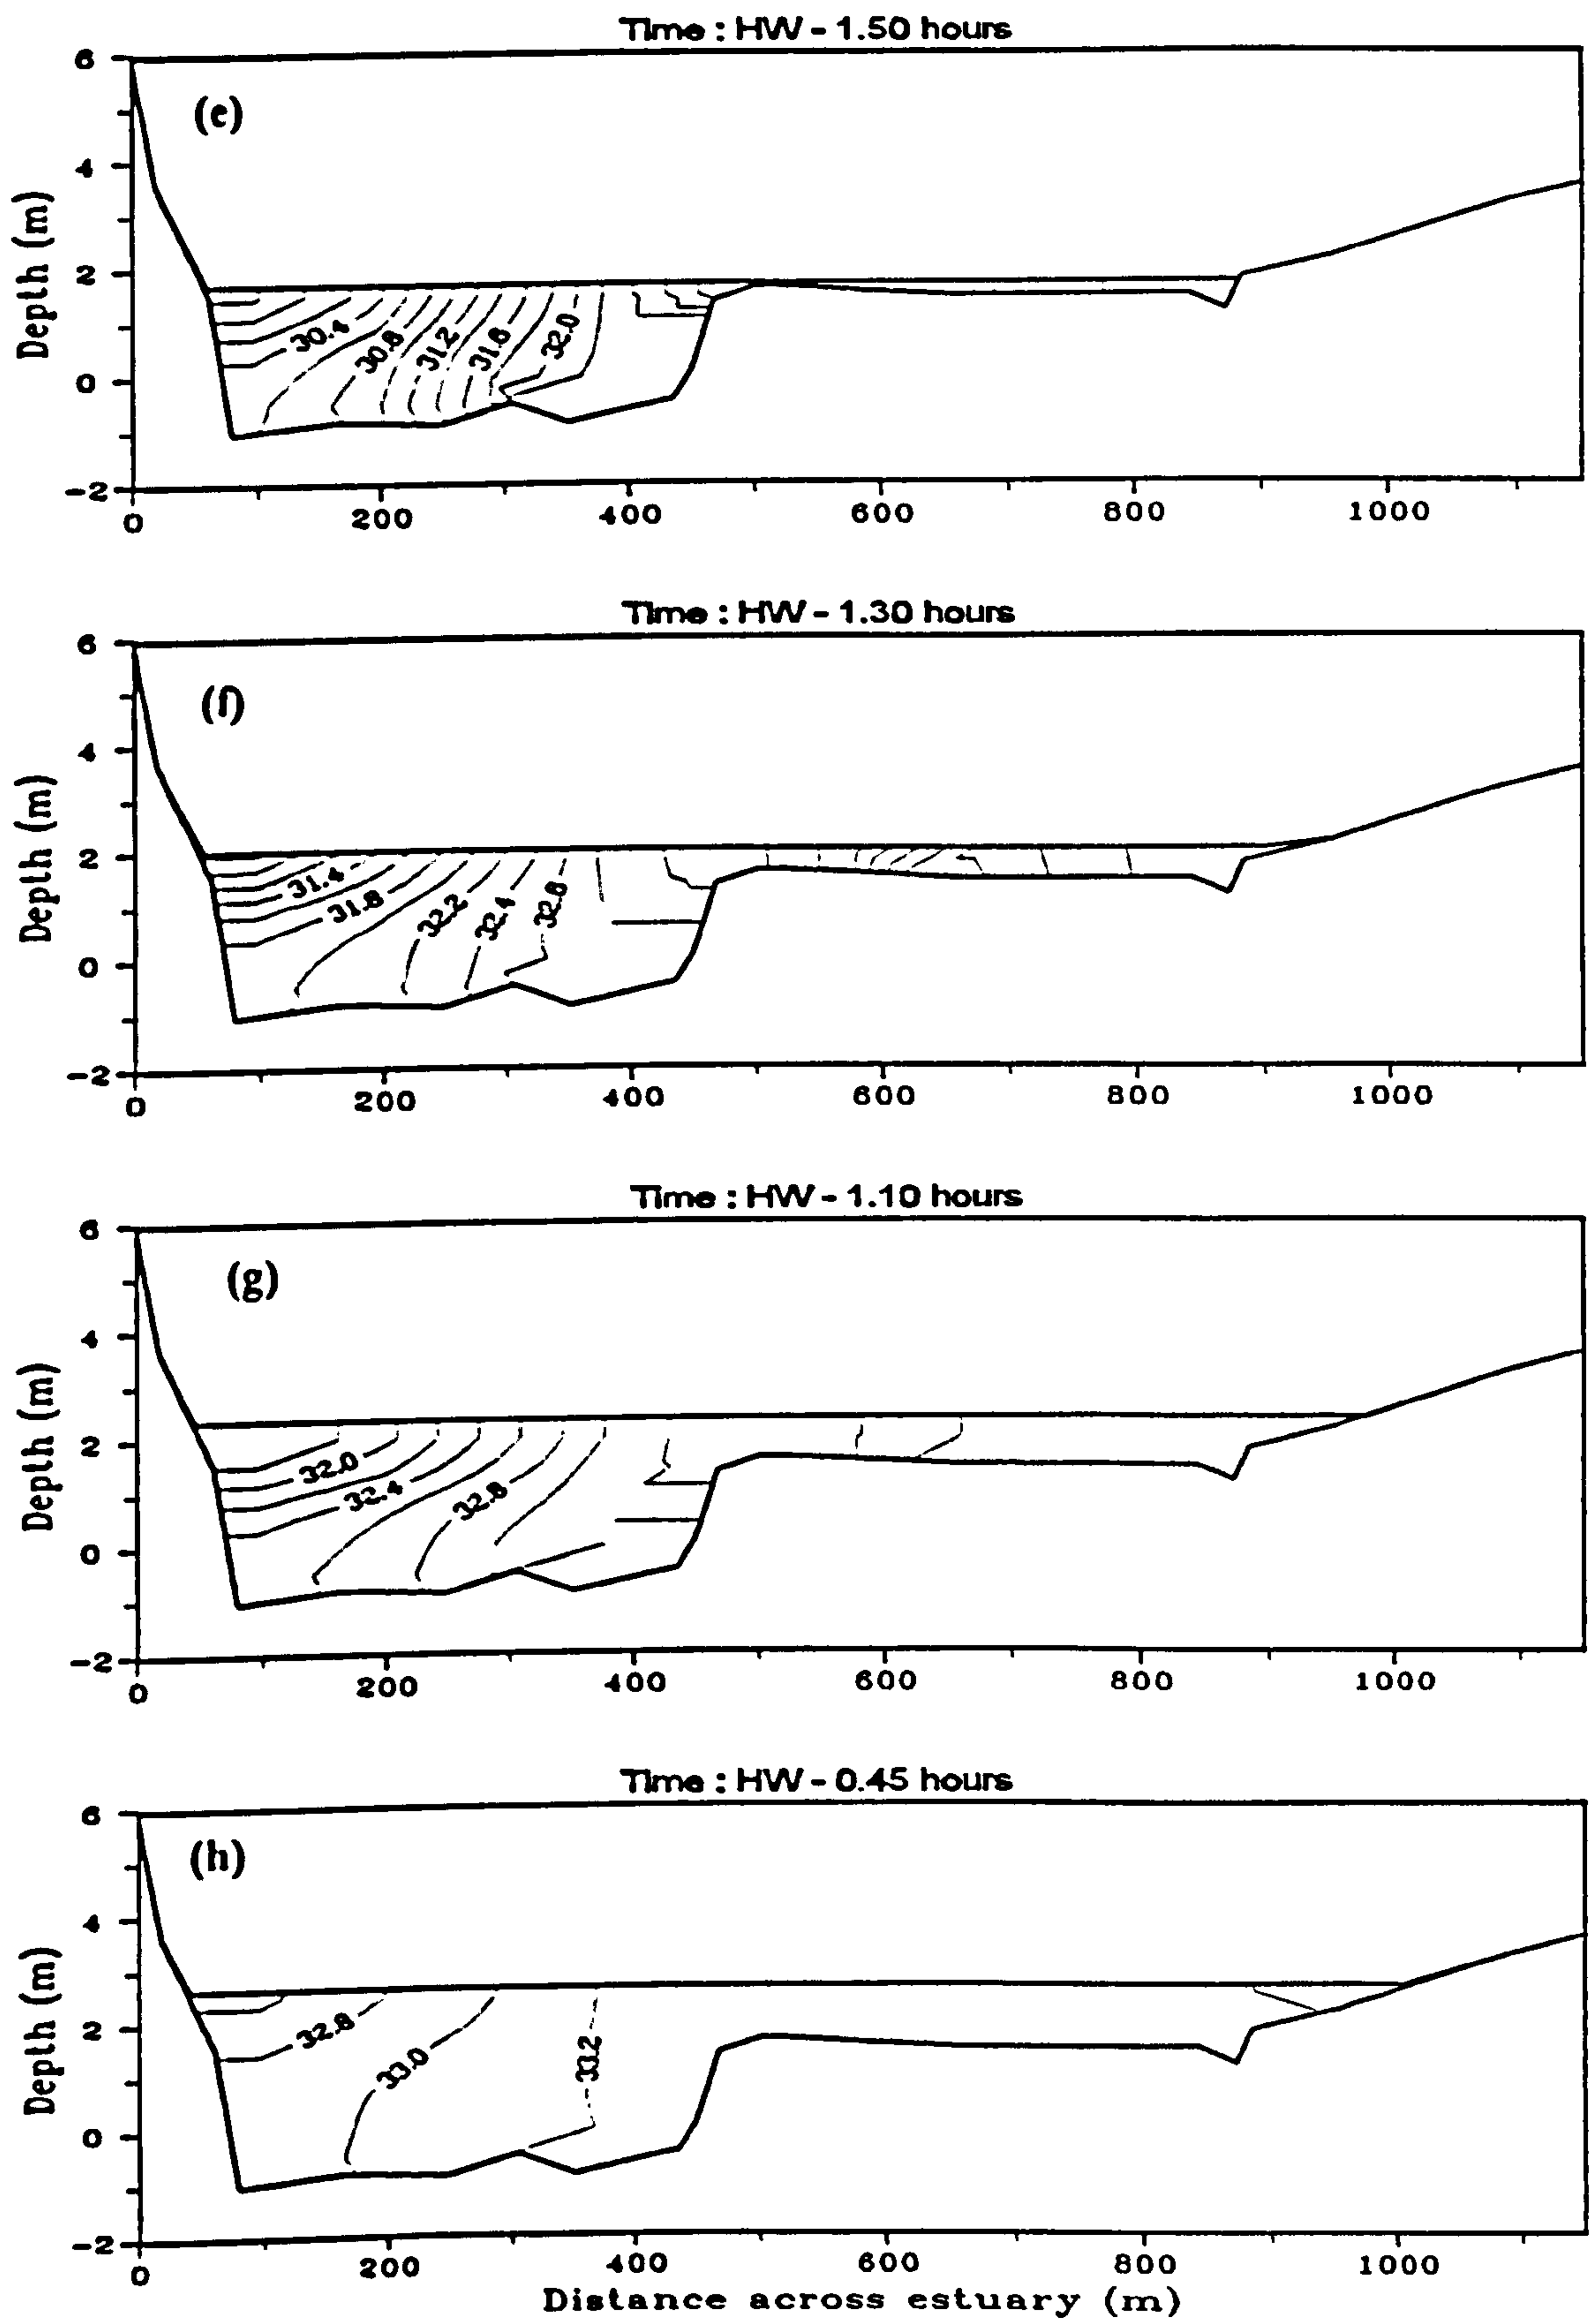 Time : HW - 1.50 hours
(e)
6
4
2
0
-2
Depth (m)
30.4 30.8 31.2 31.6 32.0
0 200 400 600 800 1000
Time : HW - 1.30 hours
(f)
6
4
2
0
-2
Depth (m)
31.4 31.8 32.2 32.4 32.6
0 200 400 600 800 1000
Time : HW - 1.10 hours
(g)
6
4
2
0
-2
Depth (m)
32.0 32.4 32.8
0 200 400 600 800 1000
Time : HW - 0.45 hours
(h)
6
4
2
0
-2
Depth (m)
32.8 33.0 33.2
0 200 400 600 800 1000
Distance across estuary (m)